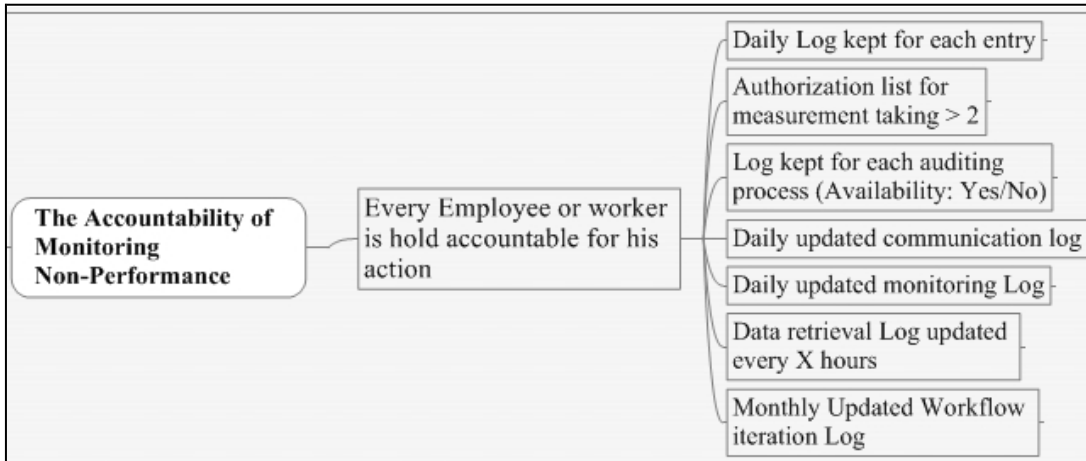 The Accountability of
Monitoring
Non-Performance
Every Employee or worker
is hold accountable for his
action
Daily Log kept for each entry
Authorization list for
measurement taking > 2
Log kept for each auditing
process (Availability: Yes/No)
Daily updated communication log
Daily updated monitoring Log
Data retrieval Log updated
every X hours
Monthly Updated Workflow
iteration Log